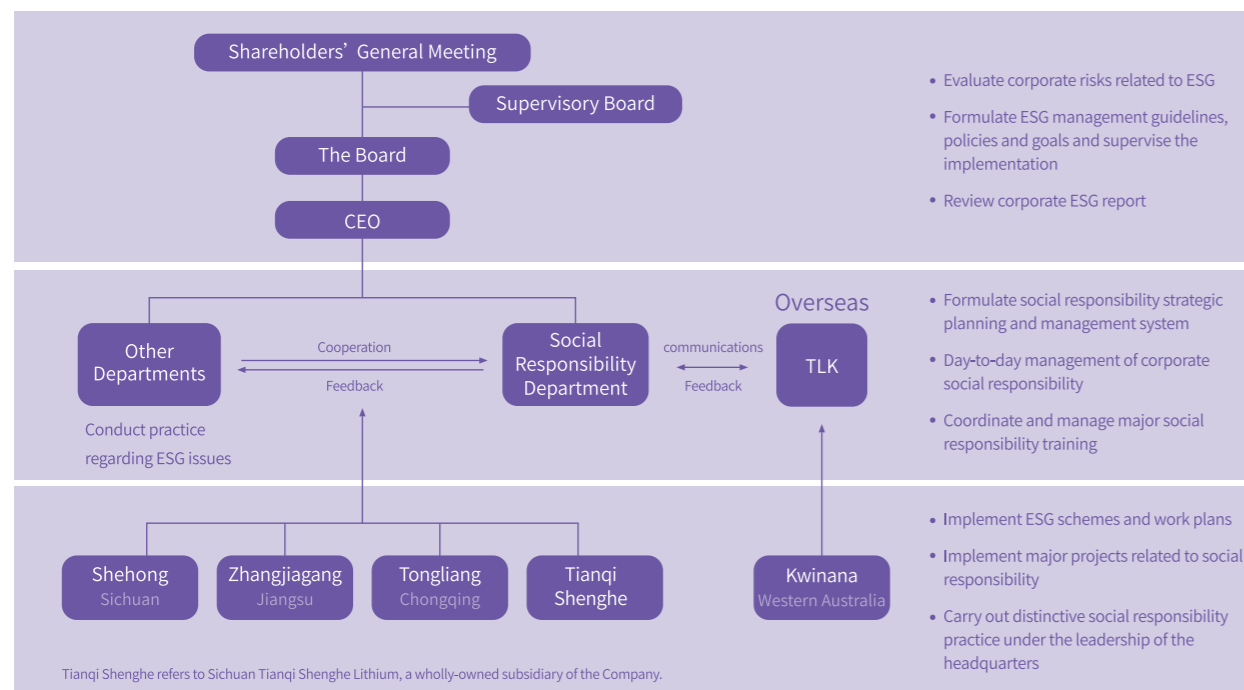 Shareholders’ General Meeting
Supervisory Board
The Board
CEO
• Evaluate corporate risks related to ESG
• Formulate ESG management guidelines,
policies and goals and supervise the
implementation
• Review corporate ESG report
Other
Departments
Cooperation
Feedback
Social
Responsibility
Department
communications
Feedback
Overseas
TLK
Conduct practice
regarding ESG issues
• Formulate social responsibility strategic
planning and management system
• Day-to-day management of corporate
social responsibility
• Coordinate and manage major social
responsibility training
Shehong
Sichuan
Zhangjiagang
Jiangsu
Tongliang
Chongqing
Tianqi
Shenghe
Kwinana
Western Australia
• Implement ESG schemes and work plans
• Implement major projects related to social
responsibility
• Carry out distinctive social responsibility
practice under the leadership of the
headquarters
Tianqi Shenghe refers to Sichuan Tianqi Shenghe Lithium, a wholly-owned subsidiary of the Company.